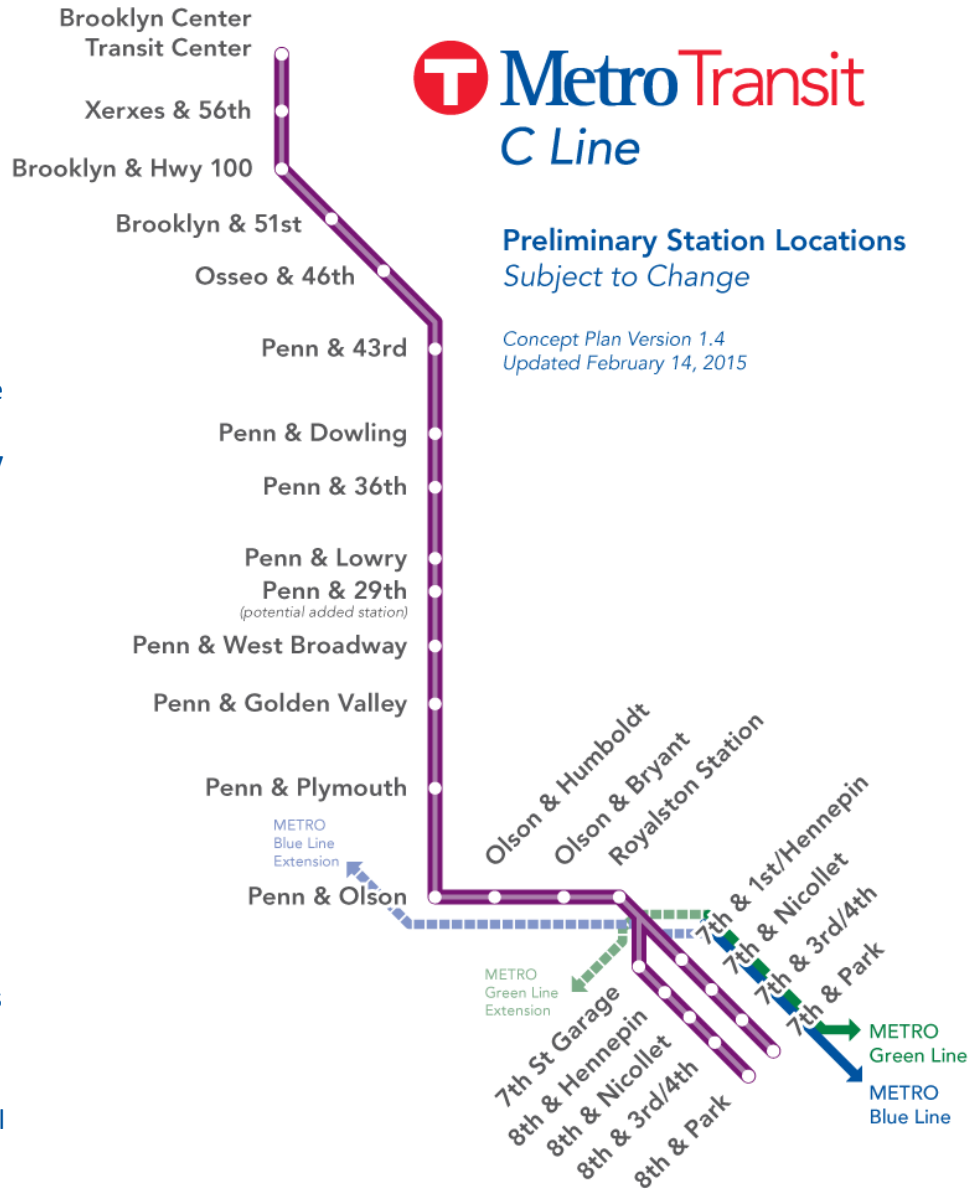 Brooklyn Center
Transit Center
Xerxes & 56th
Brooklyn & Hwy 100
Brooklyn & 51st
Osseo & 46th
Penn & 43rd
Penn & Dowling
Penn & 36th
Penn & Lowry
Penn & 29th
(potential added station)
Penn & West Broadway
Penn & Golden Valley
Penn & Plymouth
Penn & Olson
T MetroTransit
C Line
Preliminary Station Locations
Subject to Change
Concept Plan Version 1.4
Updated February 14, 2015
Olson & Humboldt
Olson & Bryant
Royalston Station
7th & 1st/Hennepin
7th & Nicollet
7th & 3rd/4th
7th & Park
METRO
Blue Line
Extension
METRO
Green Line
Extension
7th St Garage
8th & Hennepin
8th & Nicollet
8th & 3rd/4th
8th & Park
METRO
Green Line
METRO
Blue Line